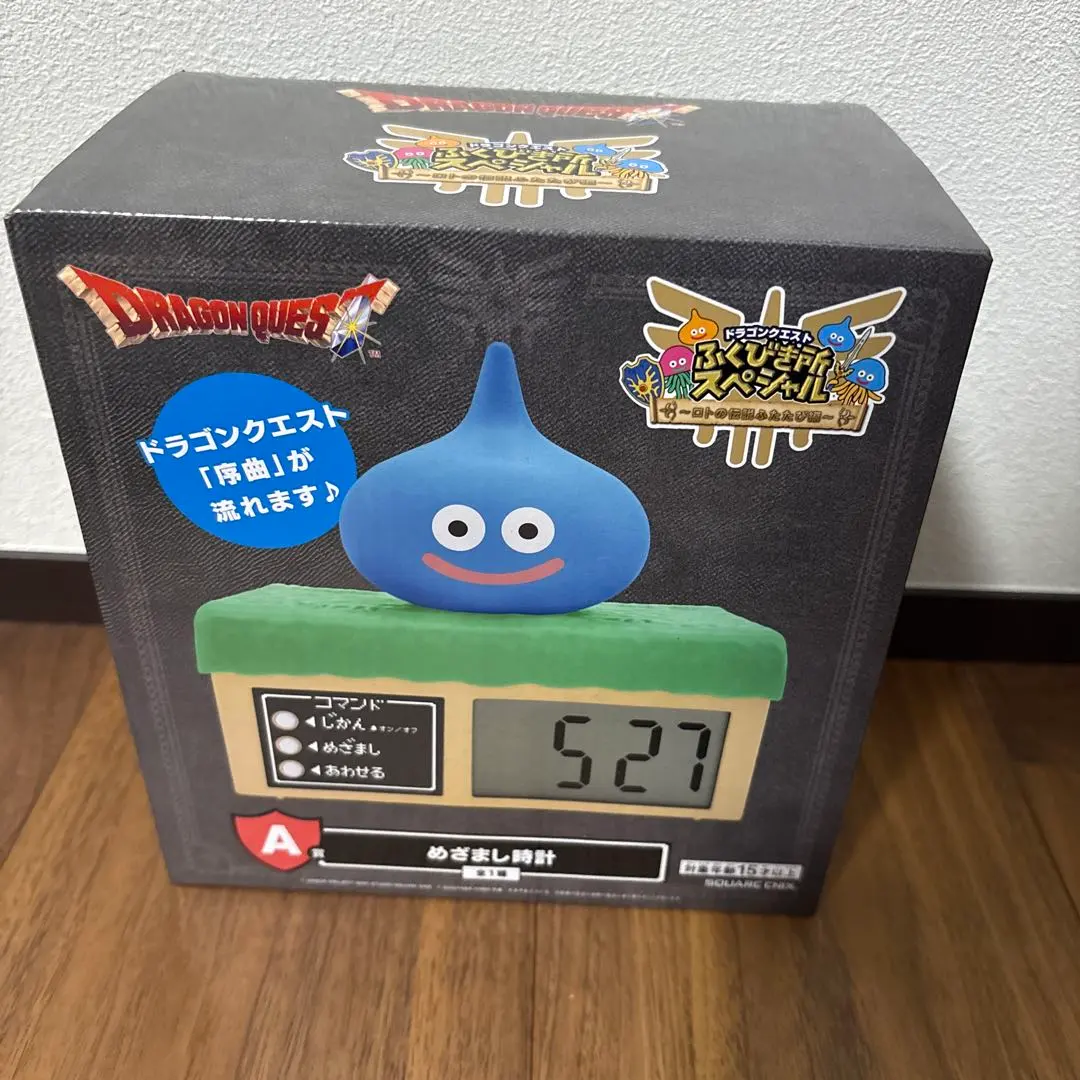 DRAGON QUEST
ドラゴンクエスト
ふくびき所
スペシャル
～ロトの伝説ふたたび編～
DRAGON QUEST
TM
ドラゴンクエスト
ふくびき所
スペシャル
～ロトの伝説ふたたび編～
ドラゴンクエスト
「序曲」が
流れます♪
コマンド
◀じかん ▲オン/オフ
◀めざまし
◀あわせる
527
A賞
めざまし時計
全1種
対象年齢15才以上
SQUARE ENIX